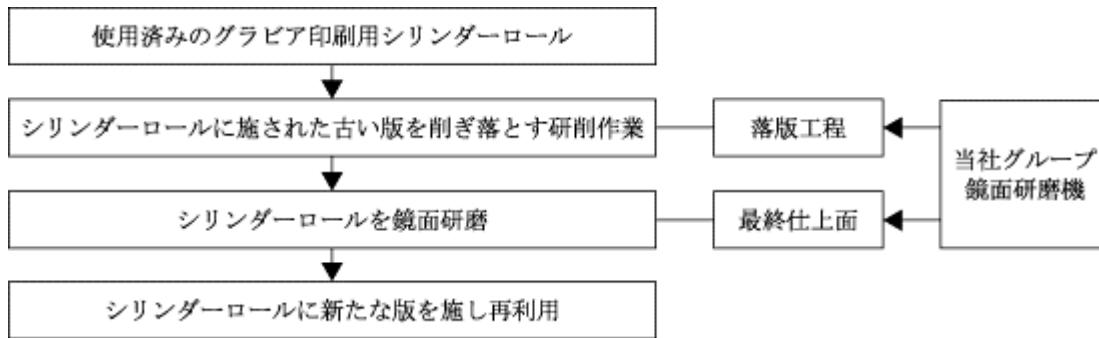 使用済みのグラビア印刷用シリンダーロール
シリンダーロールに施された古い版を削ぎ落とす研削作業
落版工程
当社グループ
鏡面研磨機
シリンダーロールを鏡面研磨
最終仕上面
シリンダーロールに新たな版を施し再利用